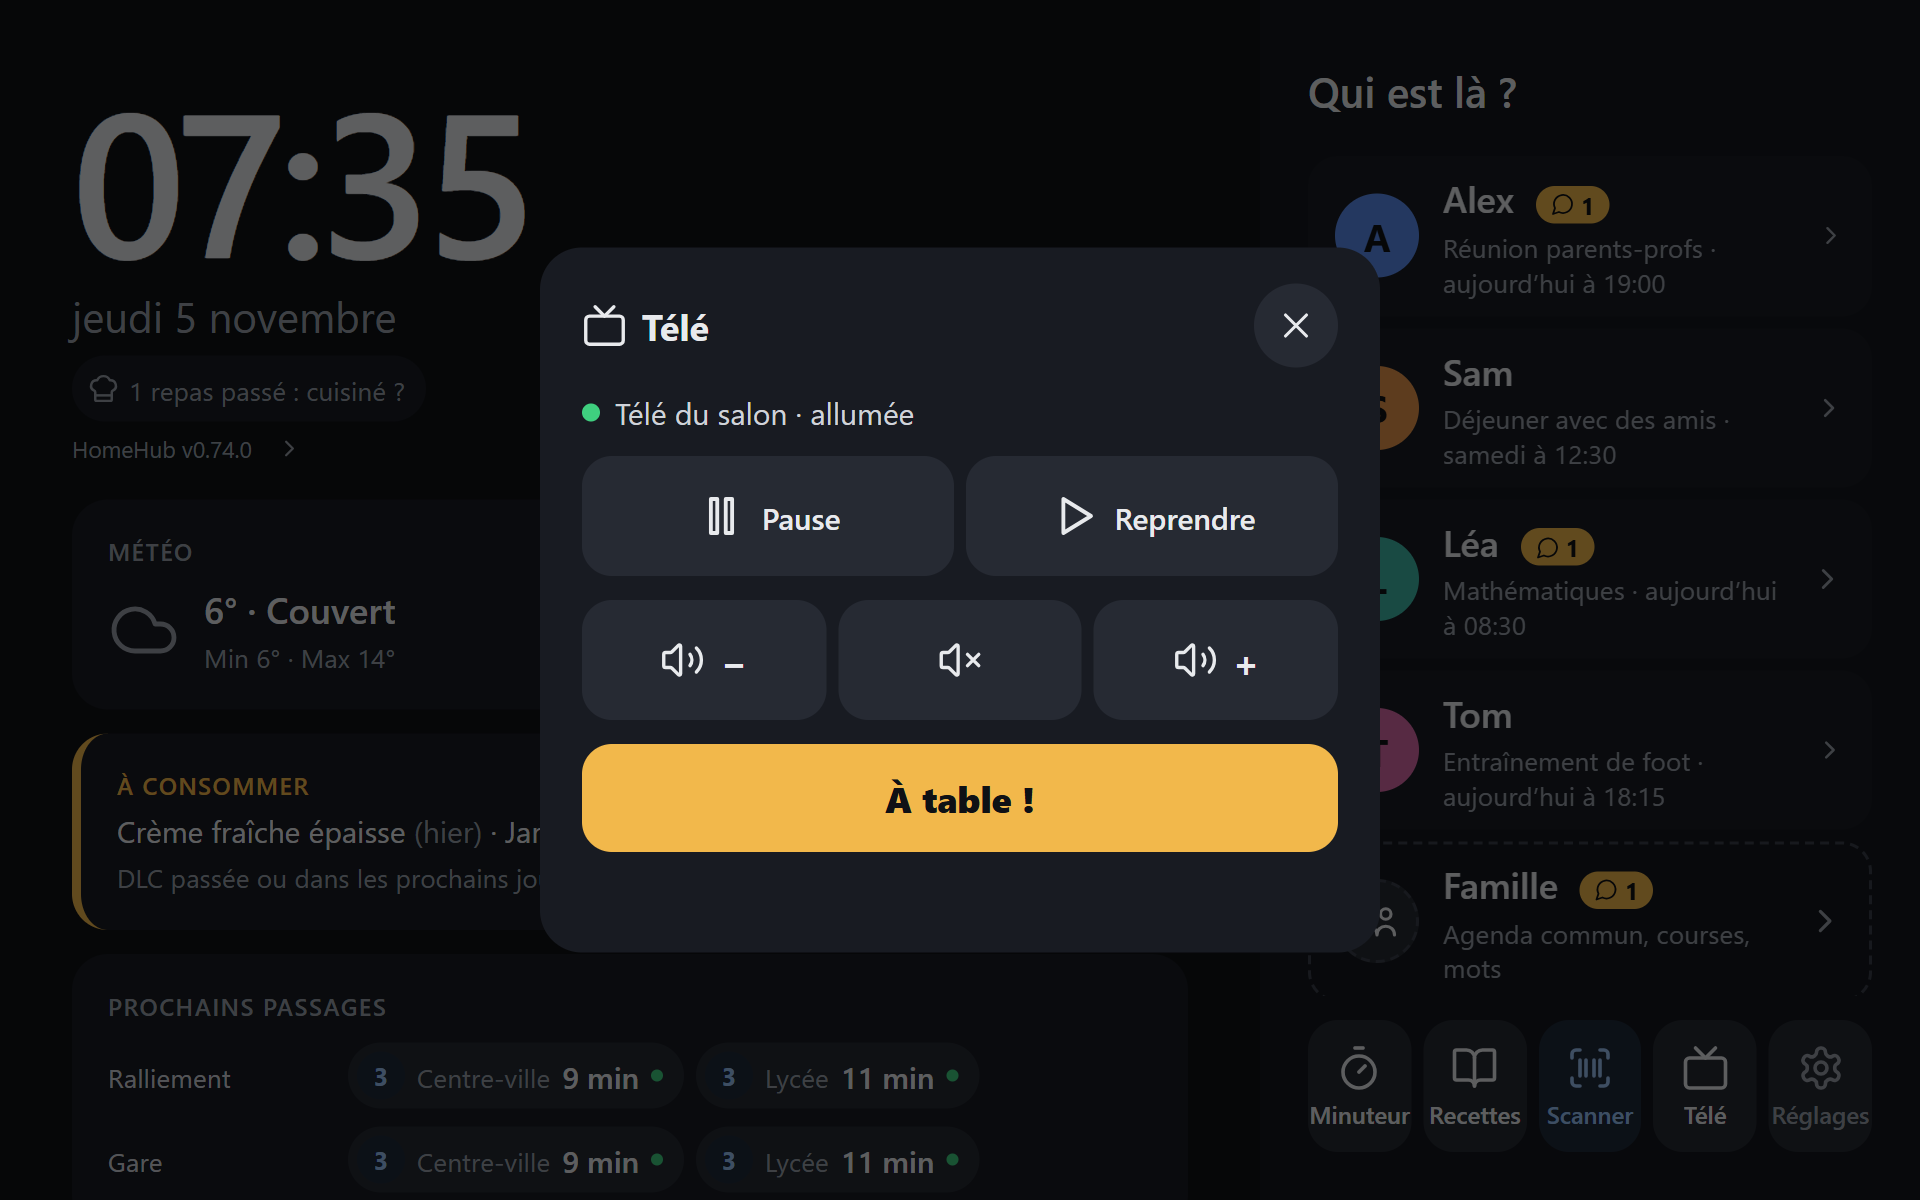 07:35
jeudi 5 novembre
1 repas passé : cuisiné ?
HomeHub v0.74.0
MÉTÉO
6° · Couvert
Min 6° · Max 14°
À CONSOMMER
Crème fraîche épaisse (hier) ·
DLC passée ou dans les prochains
PROCHAINS PASSAGES
Ralliement
3 Centre-ville 9 min
3 Lycée 11 min
Gare
3 Centre-ville 9 min
3 Lycée 11 min
Télé
Télé du salon · allumée
Pause
Reprendre
–
+
À table !
Qui est là ?
A
Alex 1
Réunion parents-profs ·
aujourd’hui à 19:00
Sam
Déjeuner avec des amis ·
samedi à 12:30
Léa 1
Mathématiques · aujourd’hui
à 08:30
Tom
Entraînement de foot ·
aujourd’hui à 18:15
Famille 1
Agenda commun, courses,
mots
Minuteur
Recettes
Scanner
Télé
Réglages